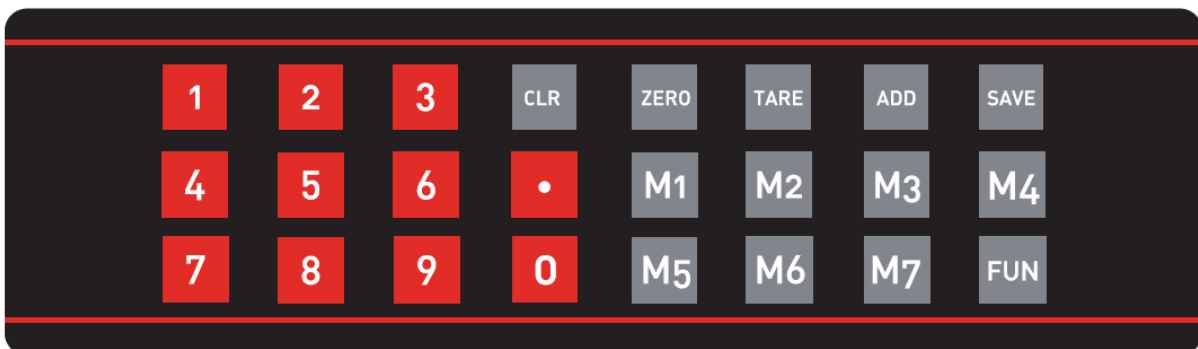 1 2 3 CLR ZERO TARE ADD SAVE
4 5 6 • M1 M2 M3 M4
7 8 9 0 M5 M6 M7 FUN